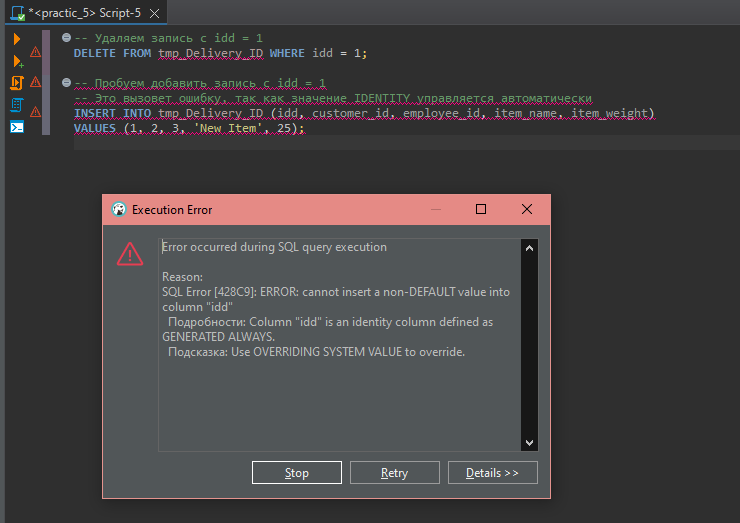 *<practic_5> Script-5
-- Удаляем запись с idd = 1
DELETE FROM tmp_Delivery_ID WHERE idd = 1;
-- Пробуем добавить запись с idd = 1
-- Это вызовет ошибку, так как значение IDENTITY управляется автоматически
INSERT INTO tmp_Delivery_ID (idd, customer_id, employee_id, item_name, item_weight)
VALUES (1, 2, 3, 'New Item', 25);
Execution Error
Error occurred during SQL query execution
Reason:
SQL Error [428C9]: ERROR: cannot insert a non-DEFAULT value into
column "idd"
Подробности: Column "idd" is an identity column defined as
GENERATED ALWAYS.
Подсказка: Use OVERRIDING SYSTEM VALUE to override.
Stop
Retry
Details >>